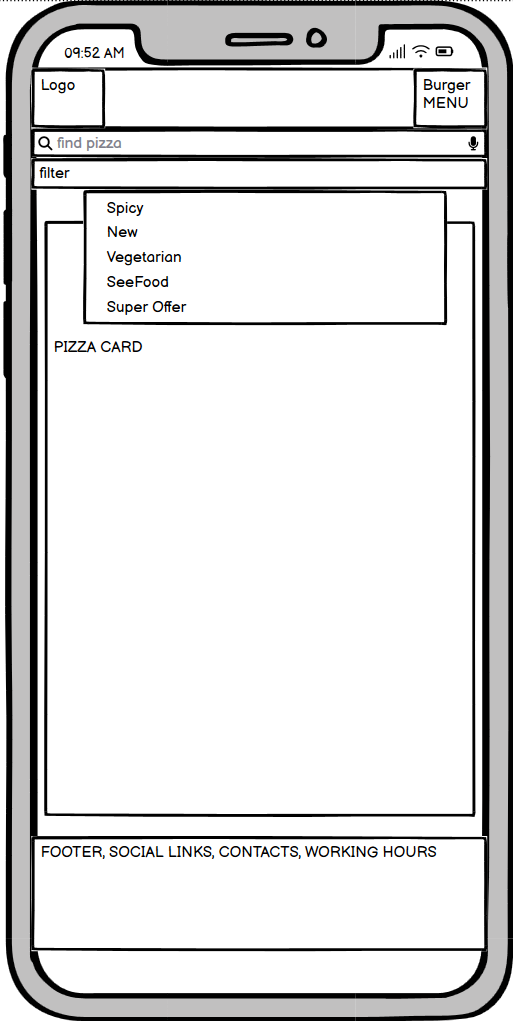 09:52 AM
Logo
Burger
MENU
find pizza
filter
Spicy
New
Vegetarian
SeeFood
Super Offer
PIZZA CARD
FOOTER, SOCIAL LINKS, CONTACTS, WORKING HOURS